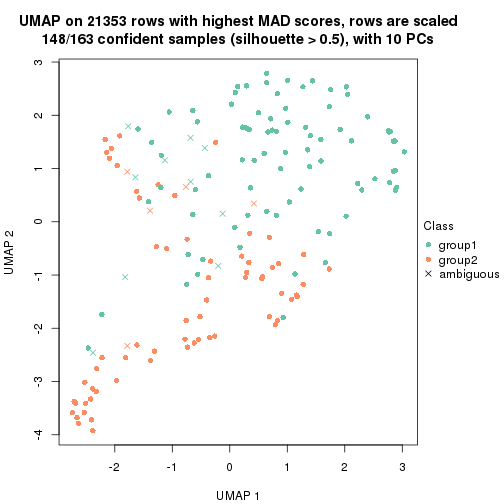 UMAP on 21353 rows with highest MAD scores, rows are scaled
148/163 confident samples (silhouette > 0.5), with 10 PCs
3
2
1
0
-1
-2
-3
-4
UMAP 2
-2
-1
0
1
2
3
UMAP 1
Class
group1
group2
ambiguous